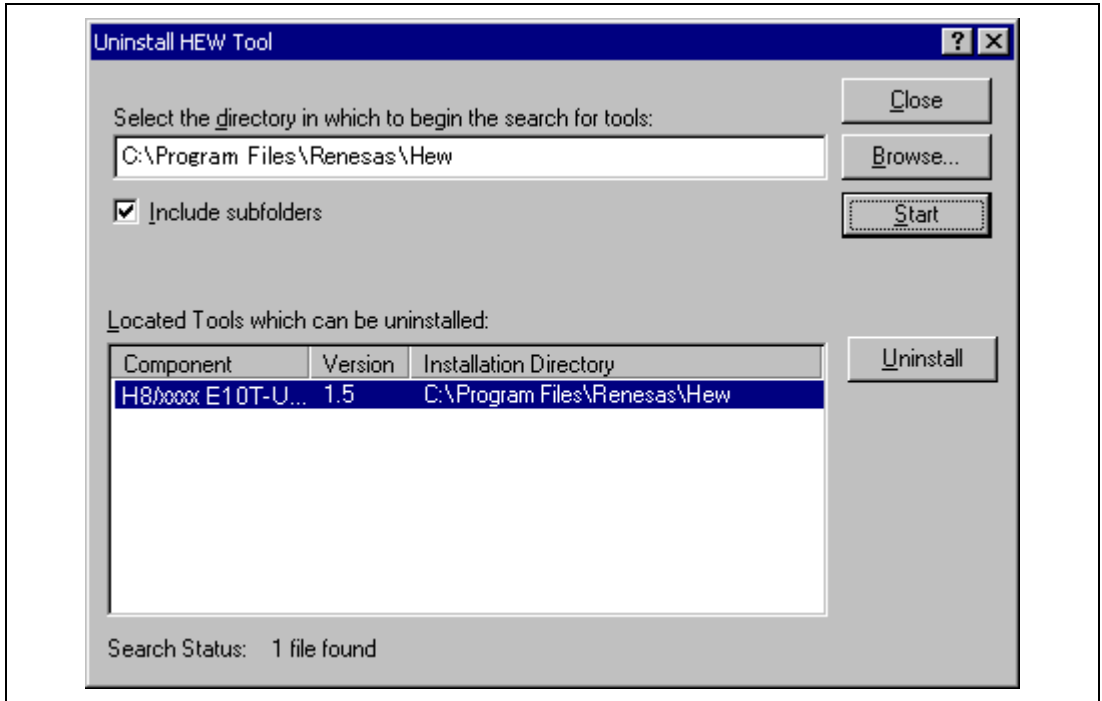 Uninstall HEW Tool
Close
Select the directory in which to begin the search for tools:
C:\Program Files\Renesas\Hew
Browse...
Include subfolders
Start
Located Tools which can be uninstalled:
Uninstall
Component Version Installation Directory
H8/xxxx E10T-U... 1.5 C:\Program Files\Renesas\Hew
Search Status: 1 file found